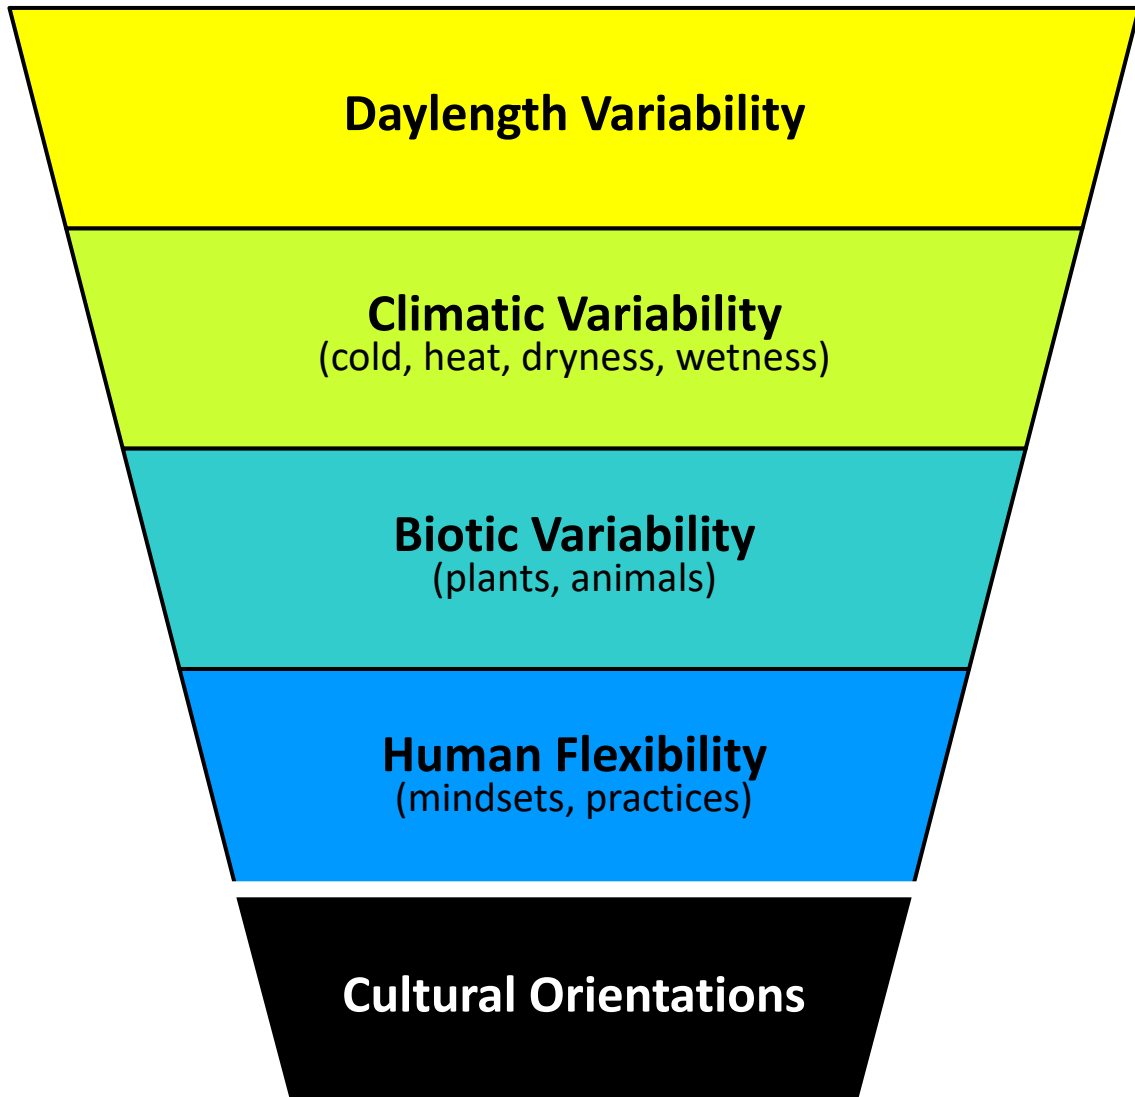 Daylength Variability
Climatic Variability
(cold, heat, dryness, wetness)
Biotic Variability
(plants, animals)
Human Flexibility
(mindsets, practices)
Cultural Orientations